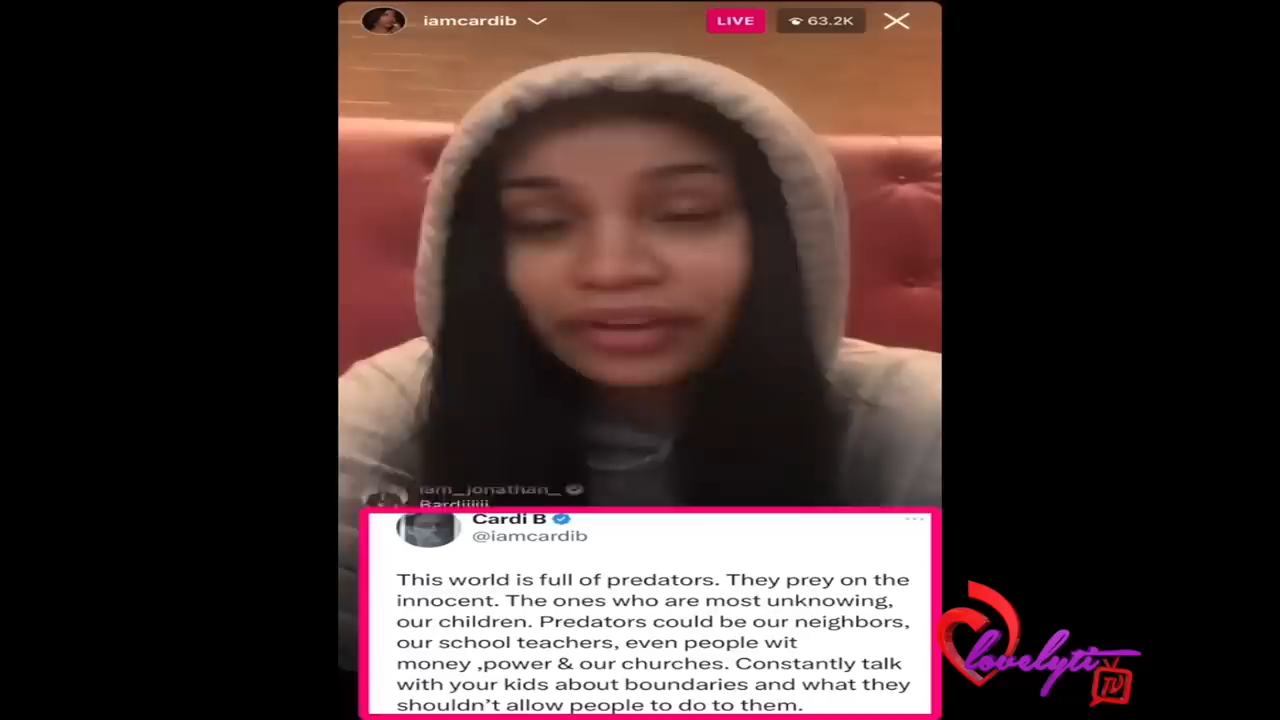 iamcardib
LIVE
63.2K
iam_jonathan_
Bardiiiiii
Cardi B
@iamcardib
This world is full of predators. They prey on the
innocent. The ones who are most unknowing,
our children. Predators could be our neighbors,
our school teachers, even people wit
money ,power & our churches. Constantly talk
with your kids about boundaries and what they
shouldn't allow people to do to them.
lovelyti
TV